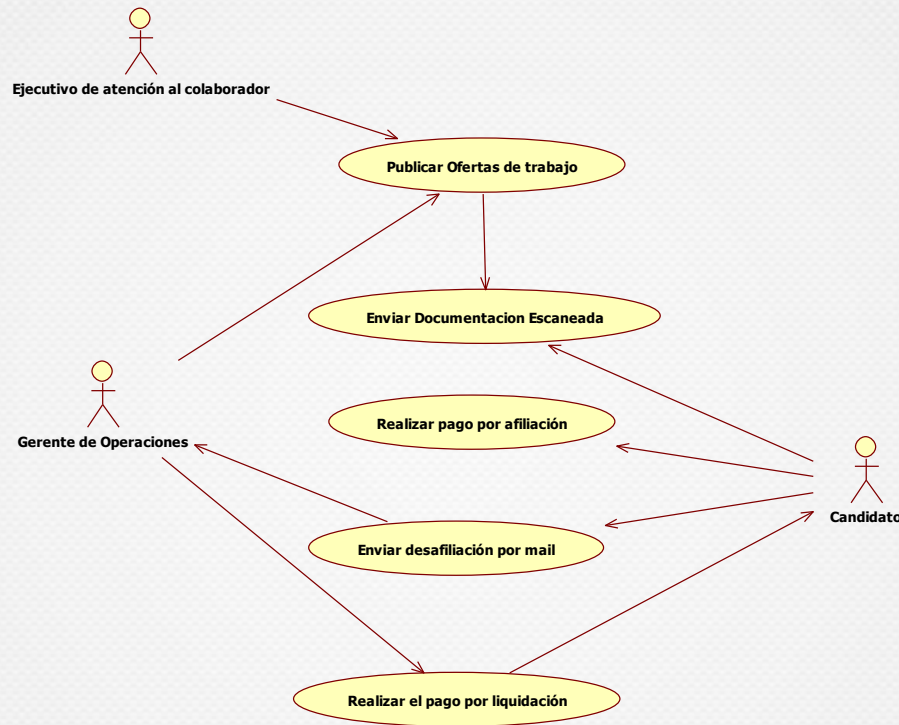 Ejecutivo de atención al colaborador
Publicar Ofertas de trabajo
Enviar Documentacion Escaneada
Realizar pago por afiliación
Gerente de Operaciones
Candidato
Enviar desafiliación por mail
Realizar el pago por liquidación